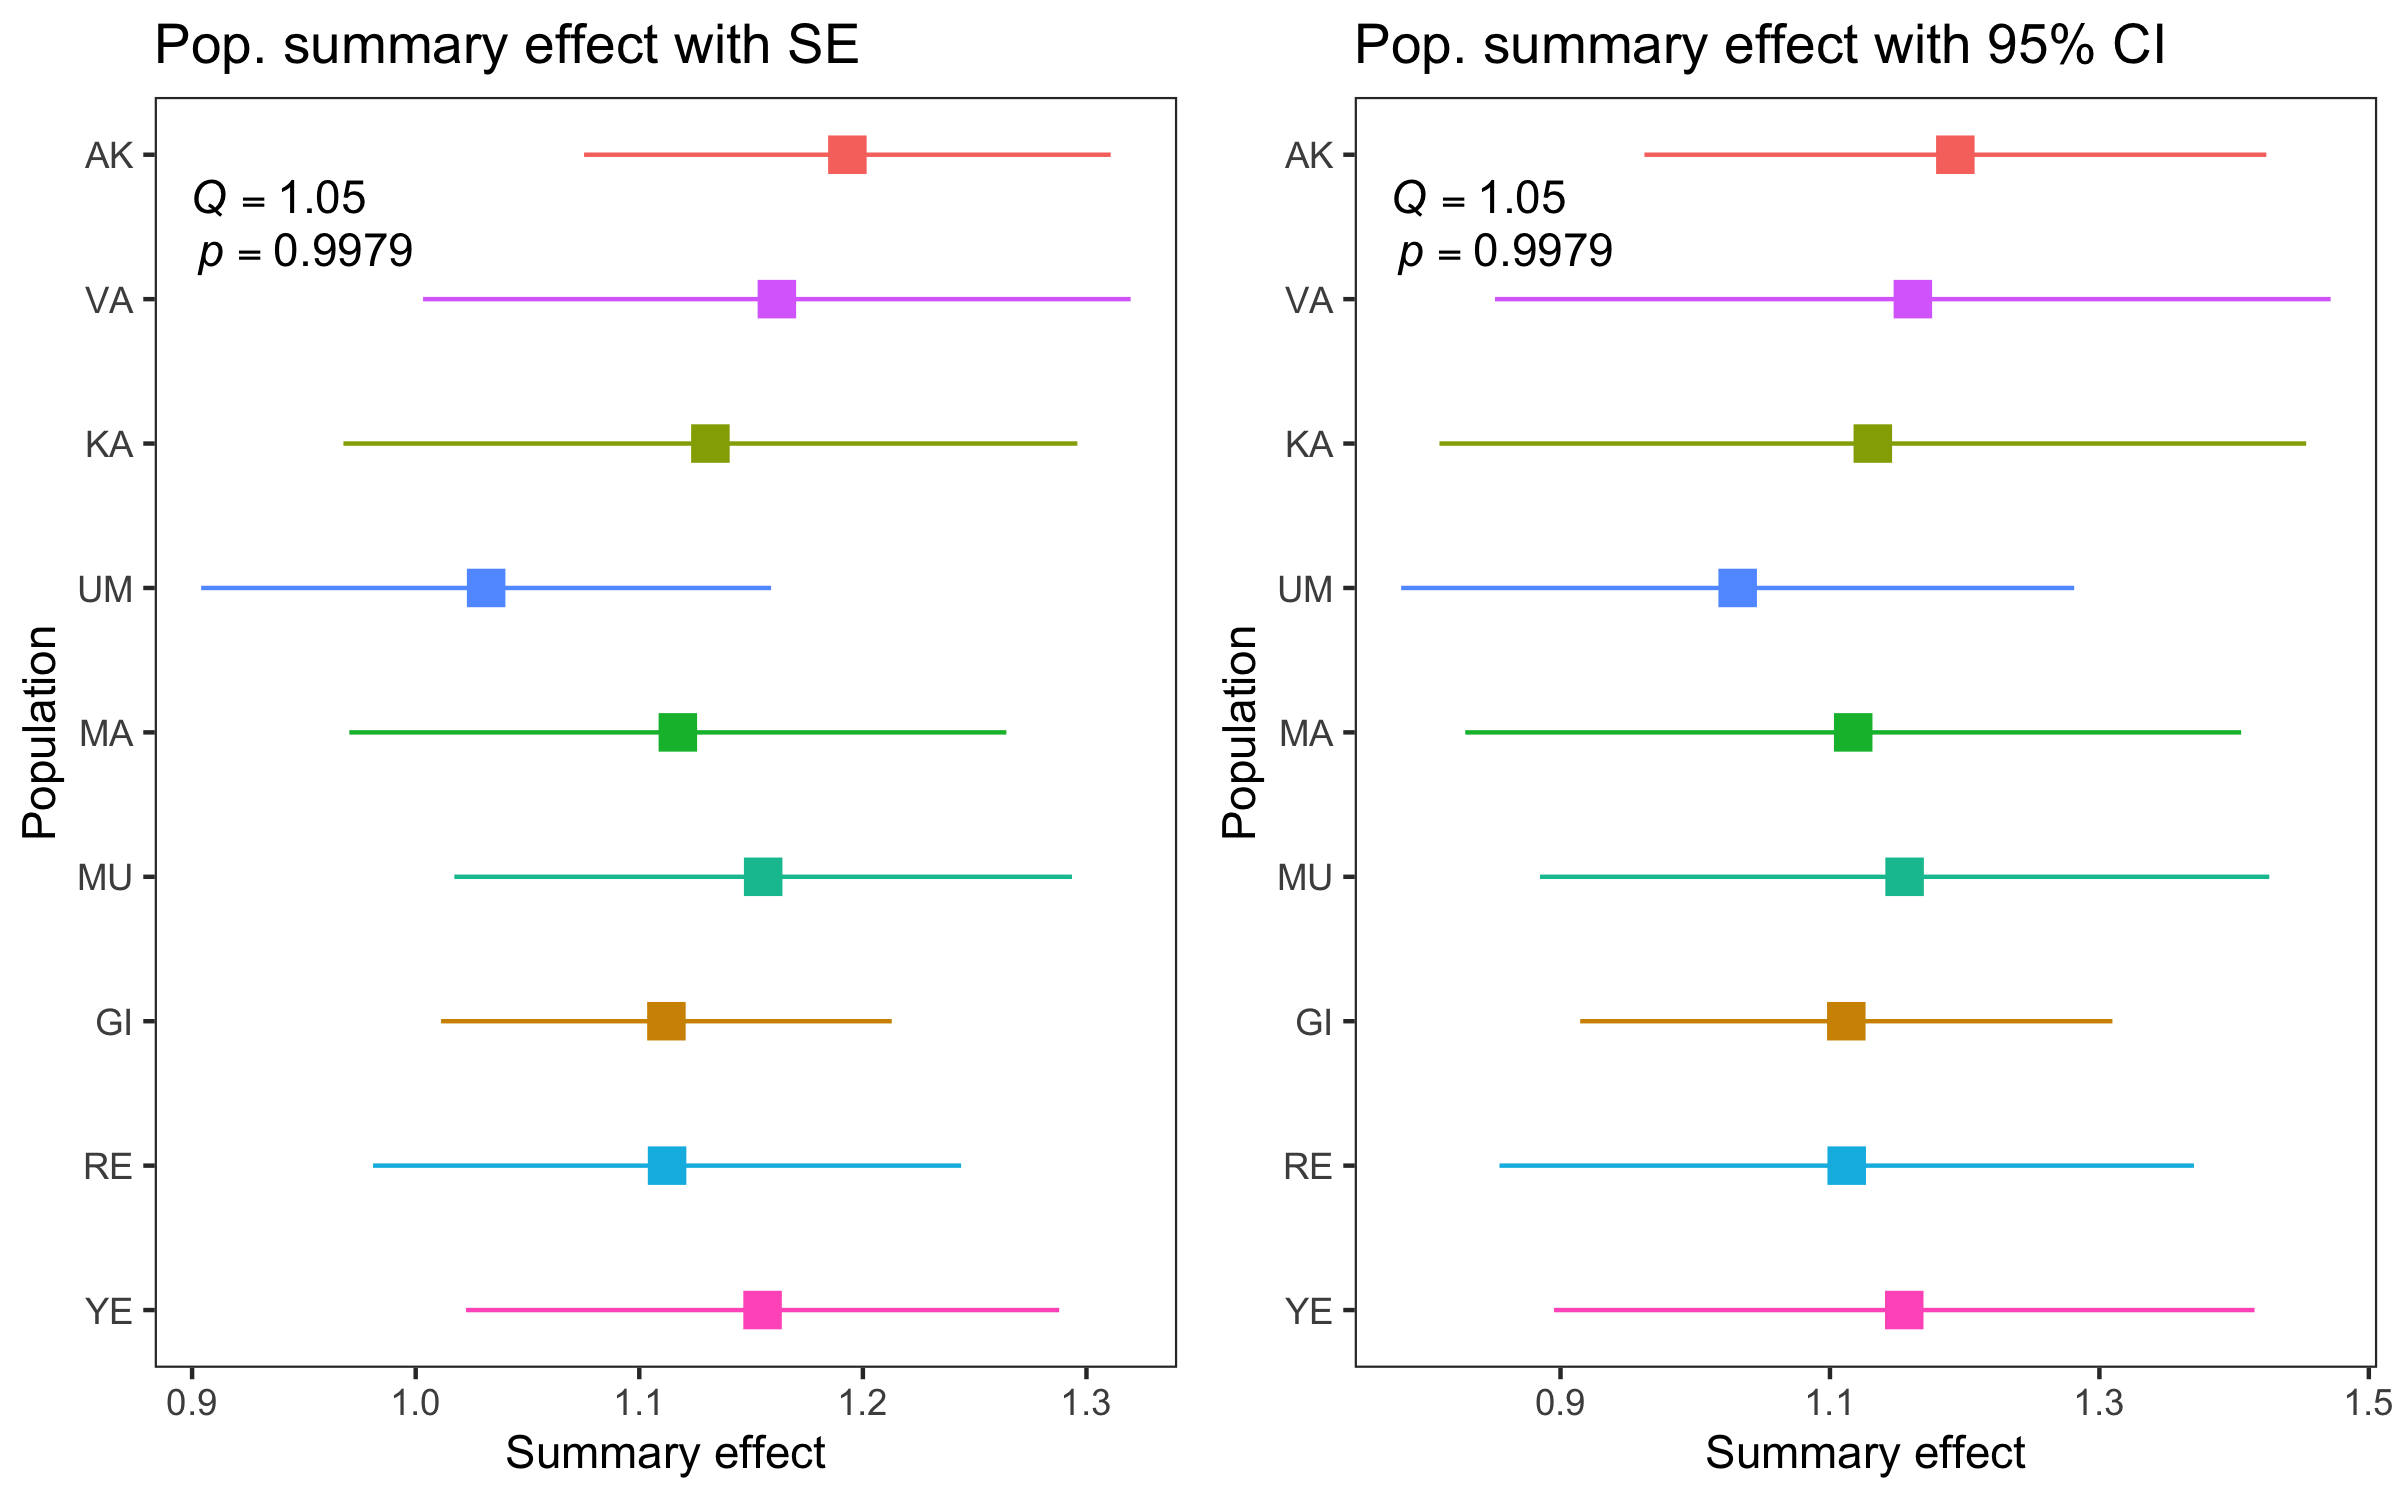 Pop. summary effect with SE
Q = 1.05
p = 0.9979
Population
AK
VA
KA
UM
MA
MU
GI
RE
YE
0.9 1.0 1.1 1.2 1.3
Summary effect
Pop. summary effect with 95% CI
Q = 1.05
p = 0.9979
Population
AK
VA
KA
UM
MA
MU
GI
RE
YE
0.9 1.1 1.3 1.5
Summary effect